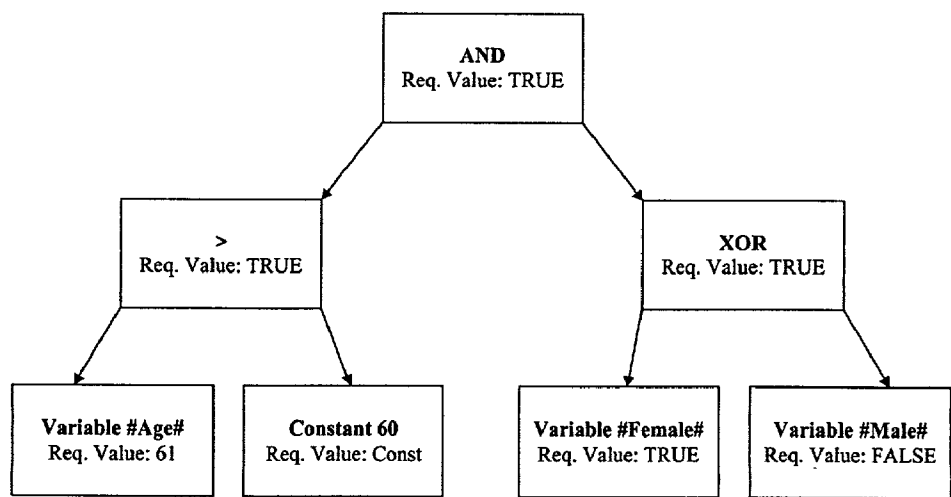 AND
Req. Value: TRUE
>
Req. Value: TRUE
XOR
Req. Value: TRUE
Variable #Age#
Req. Value: 61
Constant 60
Req. Value: Const
Variable #Female#
Req. Value: TRUE
Variable #Male#
Req. Value: FALSE